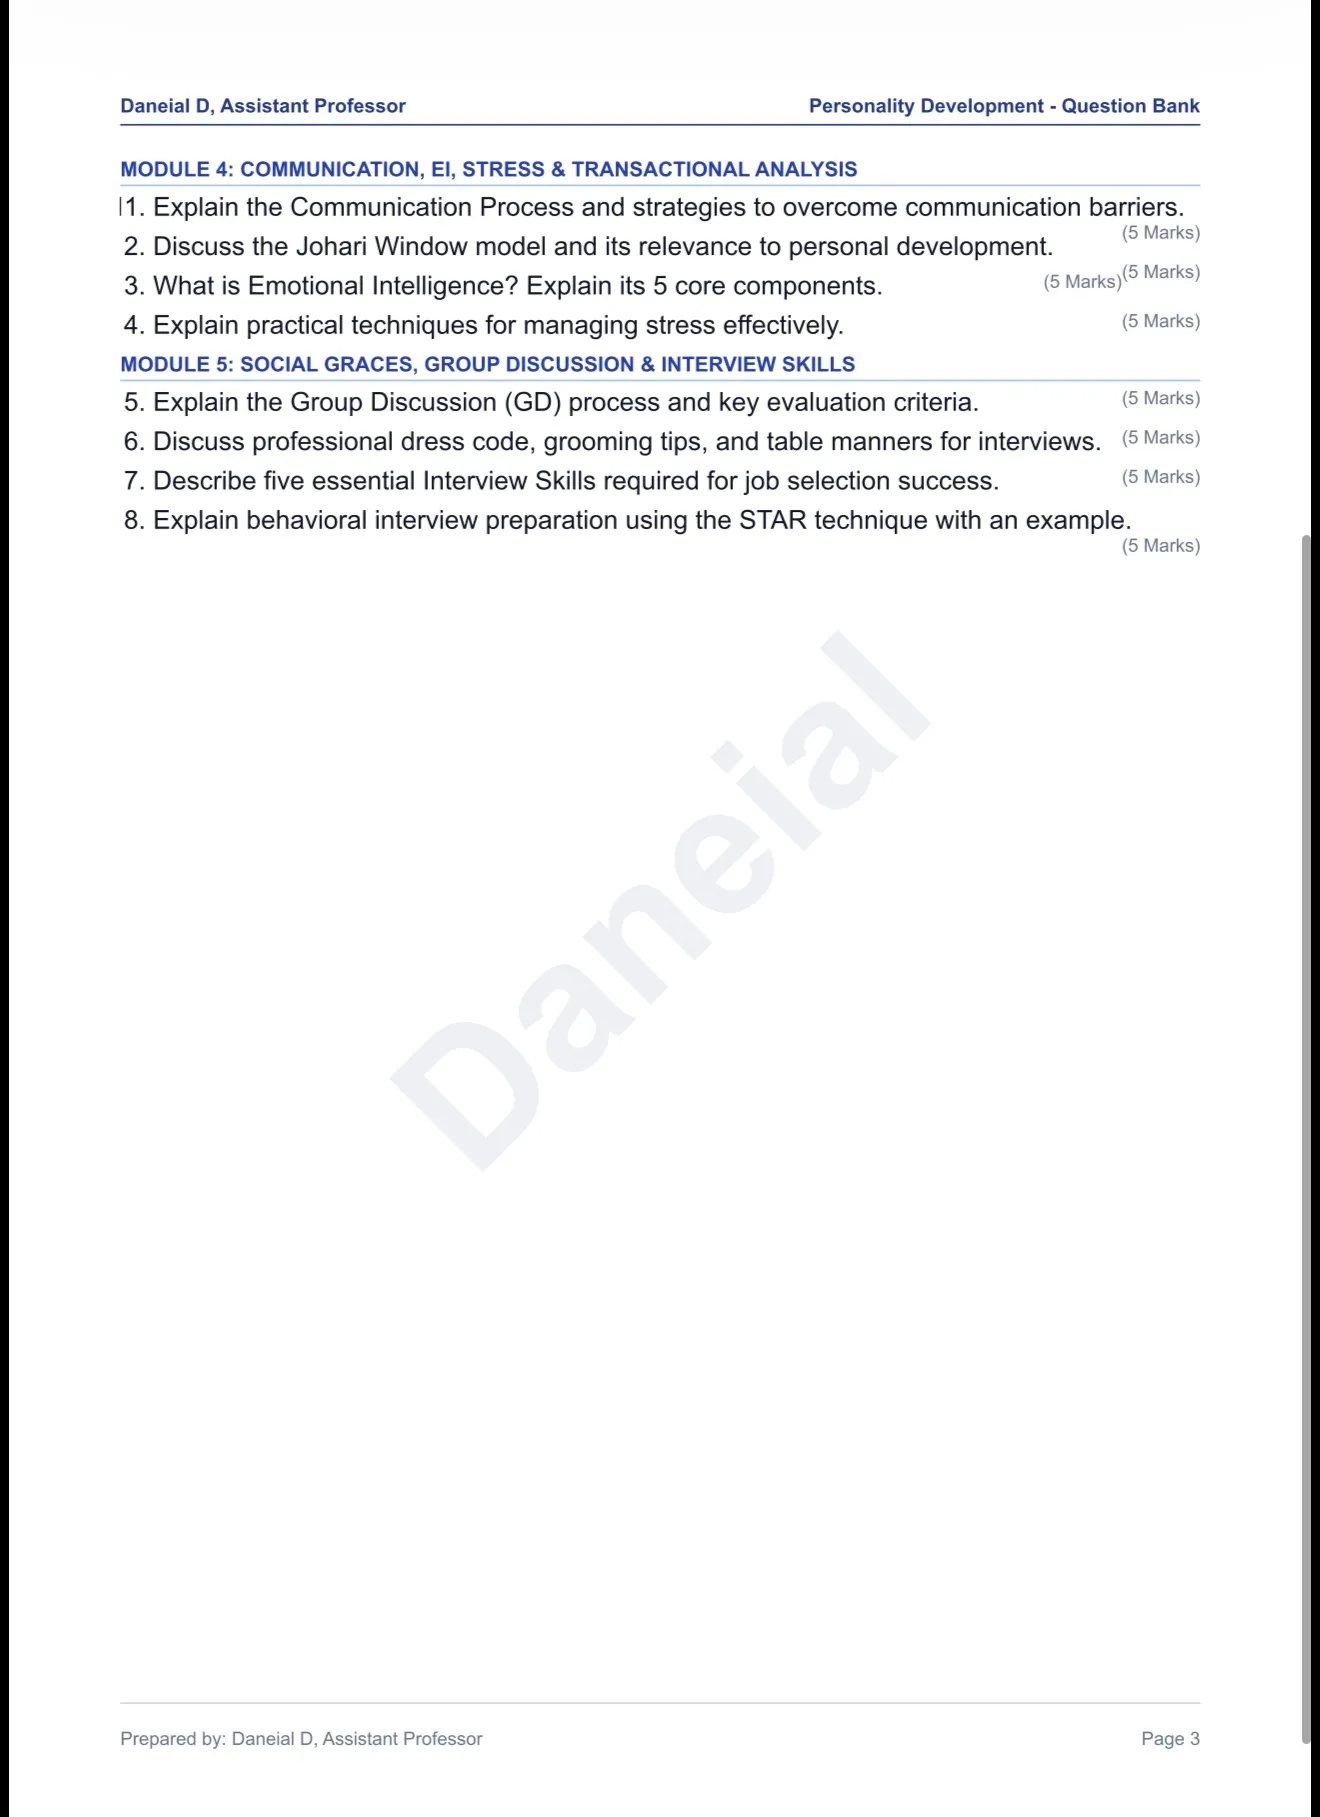 Daneial D, Assistant Professor
Personality Development - Question Bank
MODULE 4: COMMUNICATION, EI, STRESS & TRANSACTIONAL ANALYSIS
1. Explain the Communication Process and strategies to overcome communication barriers.
(5 Marks)
2. Discuss the Johari Window model and its relevance to personal development.
(5 Marks)
3. What is Emotional Intelligence? Explain its 5 core components. (5 Marks)
4. Explain practical techniques for managing stress effectively. (5 Marks)
MODULE 5: SOCIAL GRACES, GROUP DISCUSSION & INTERVIEW SKILLS
5. Explain the Group Discussion (GD) process and key evaluation criteria. (5 Marks)
6. Discuss professional dress code, grooming tips, and table manners for interviews. (5 Marks)
7. Describe five essential Interview Skills required for job selection success. (5 Marks)
8. Explain behavioral interview preparation using the STAR technique with an example.
(5 Marks)
Daneial
Prepared by: Daneial D, Assistant Professor
Page 3